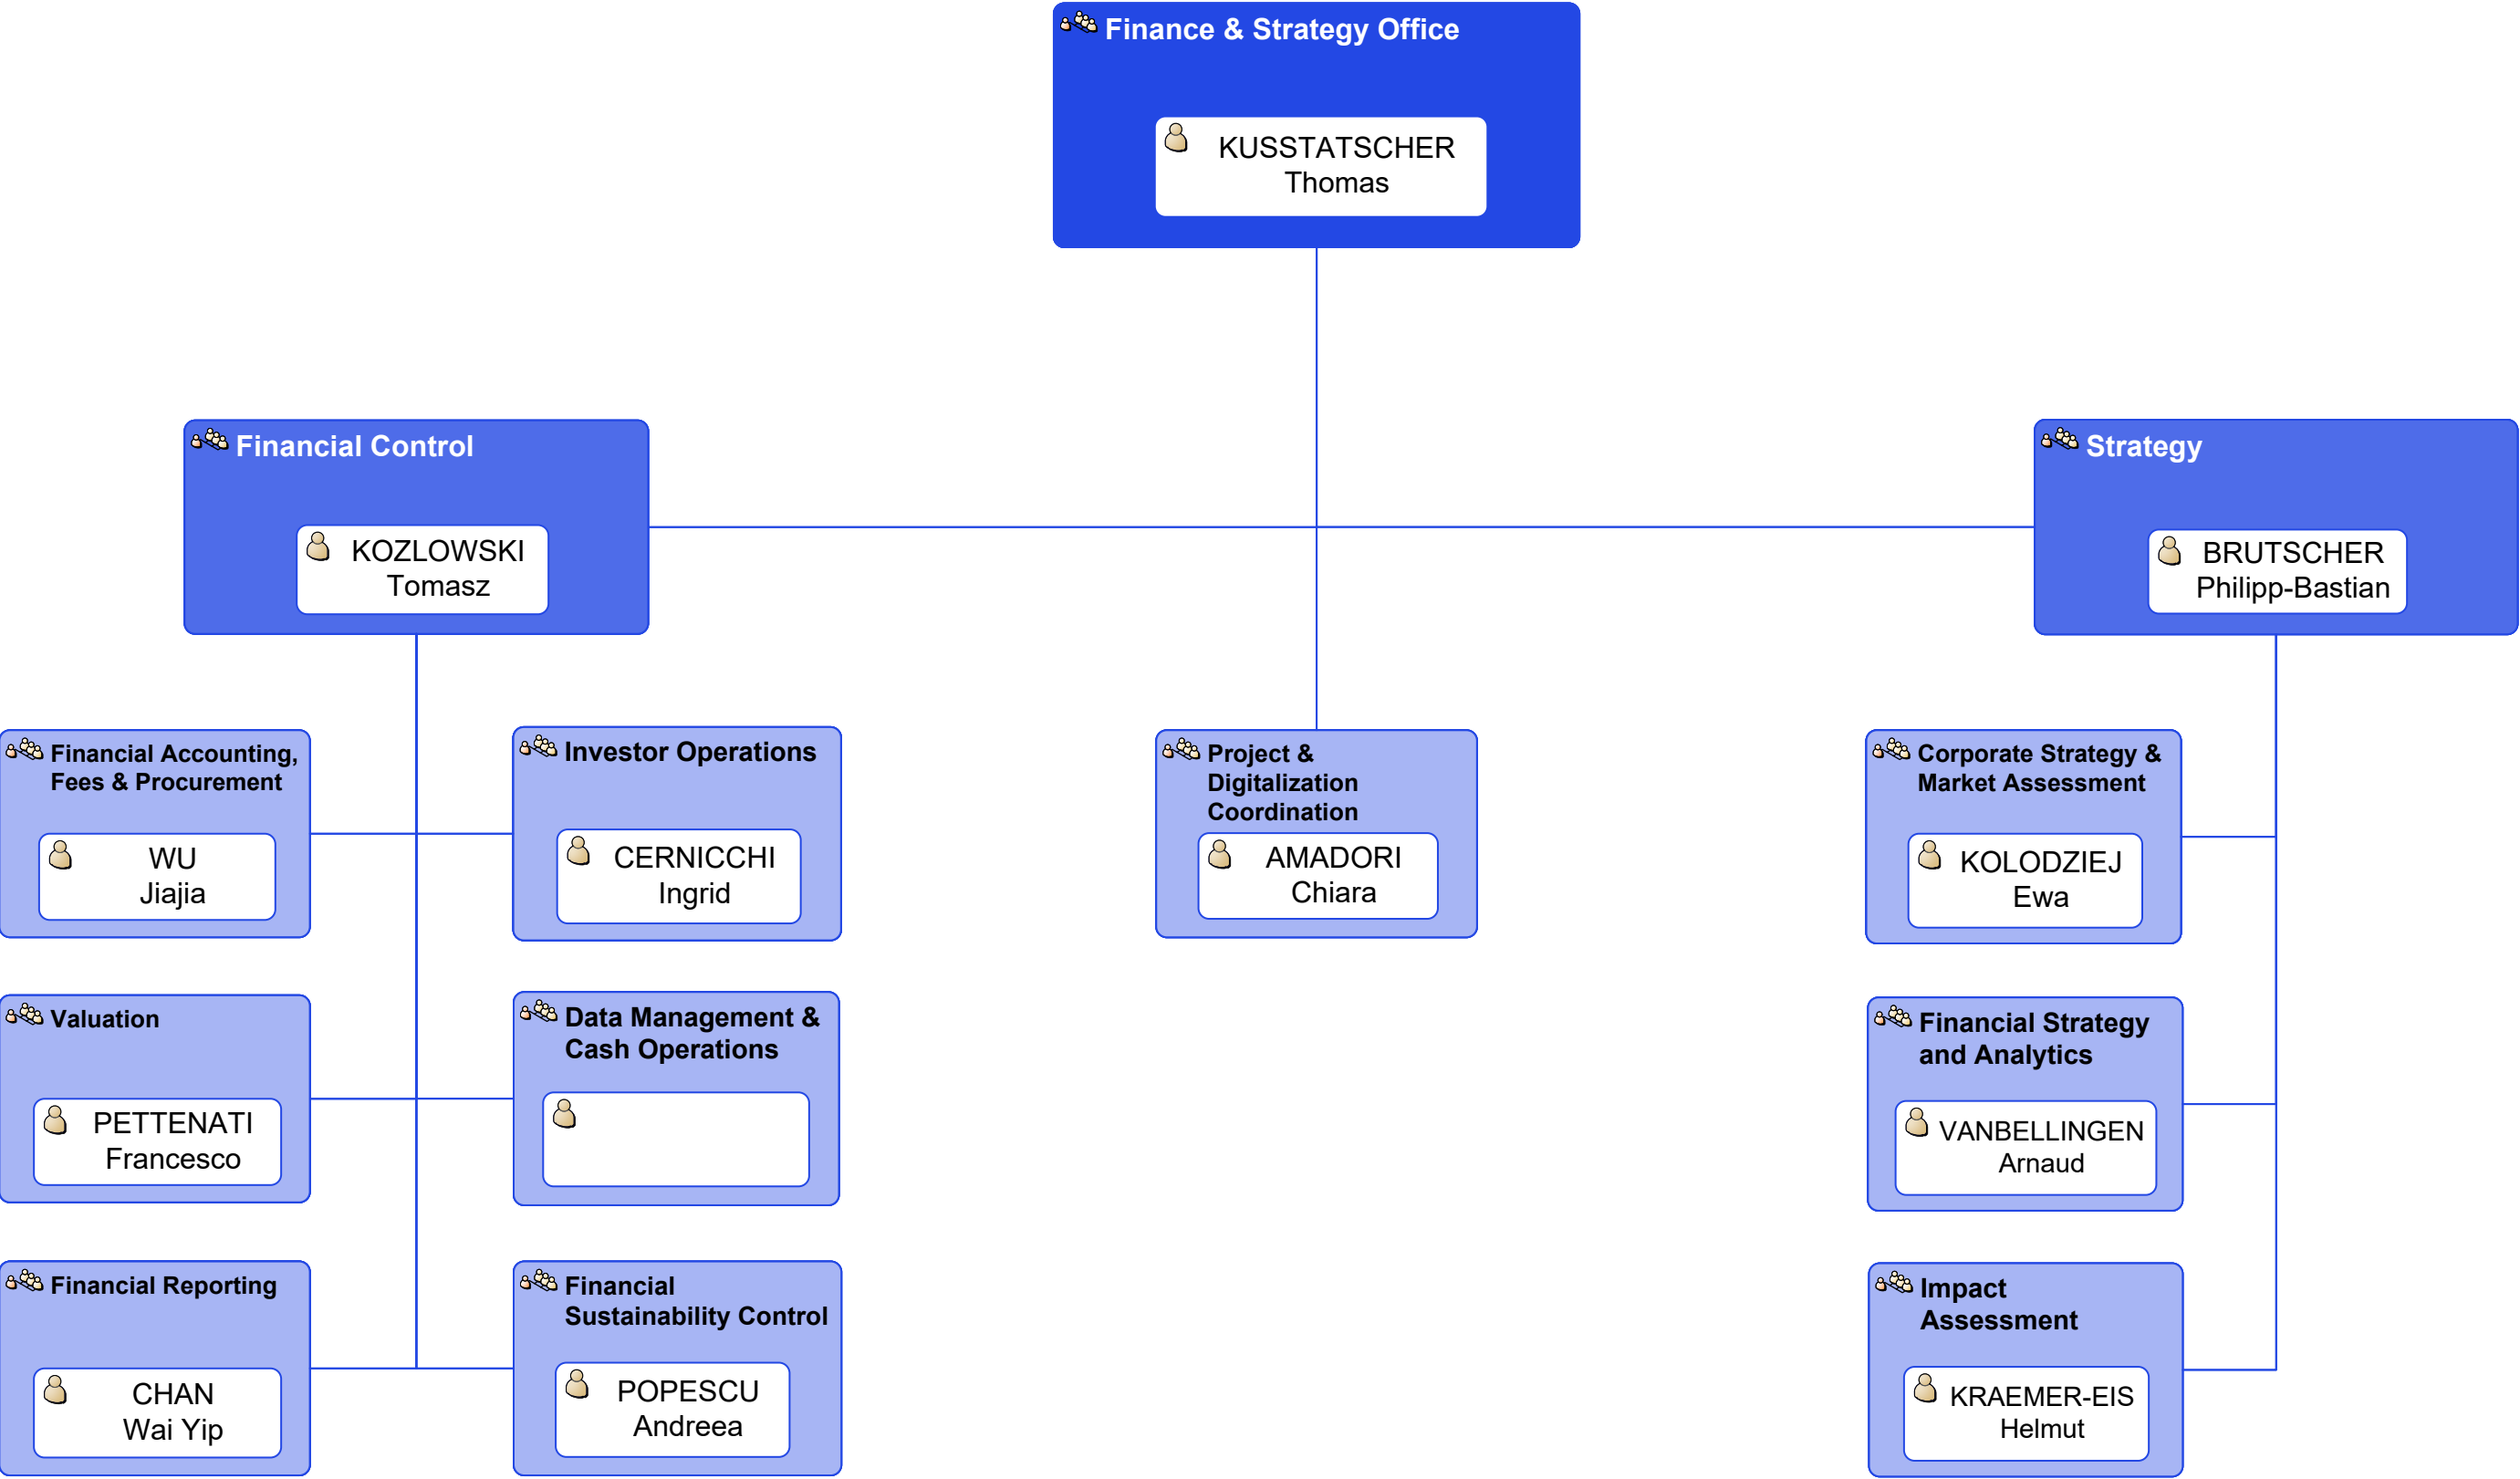 Finance & Strategy Office
KUSSTATSCHER
Thomas
Financial Control
KOZLOWSKI
Tomasz
Strategy
BRUTSCHER
Philipp-Bastian
Financial Accounting,
Fees & Procurement
WU
Jiajia
Investor Operations
CERNICCHI
Ingrid
Project &
Digitalization
Coordination
AMADORI
Chiara
Corporate Strategy &
Market Assessment
KOLODZIEJ
Ewa
Valuation
PETTENATI
Francesco
Data Management &
Cash Operations
Financial Strategy
and Analytics
VANBELLINGEN
Arnaud
Financial Reporting
CHAN
Wai Yip
Financial
Sustainability Control
POPESCU
Andreea
Impact
Assessment
KRAEMER-EIS
Helmut